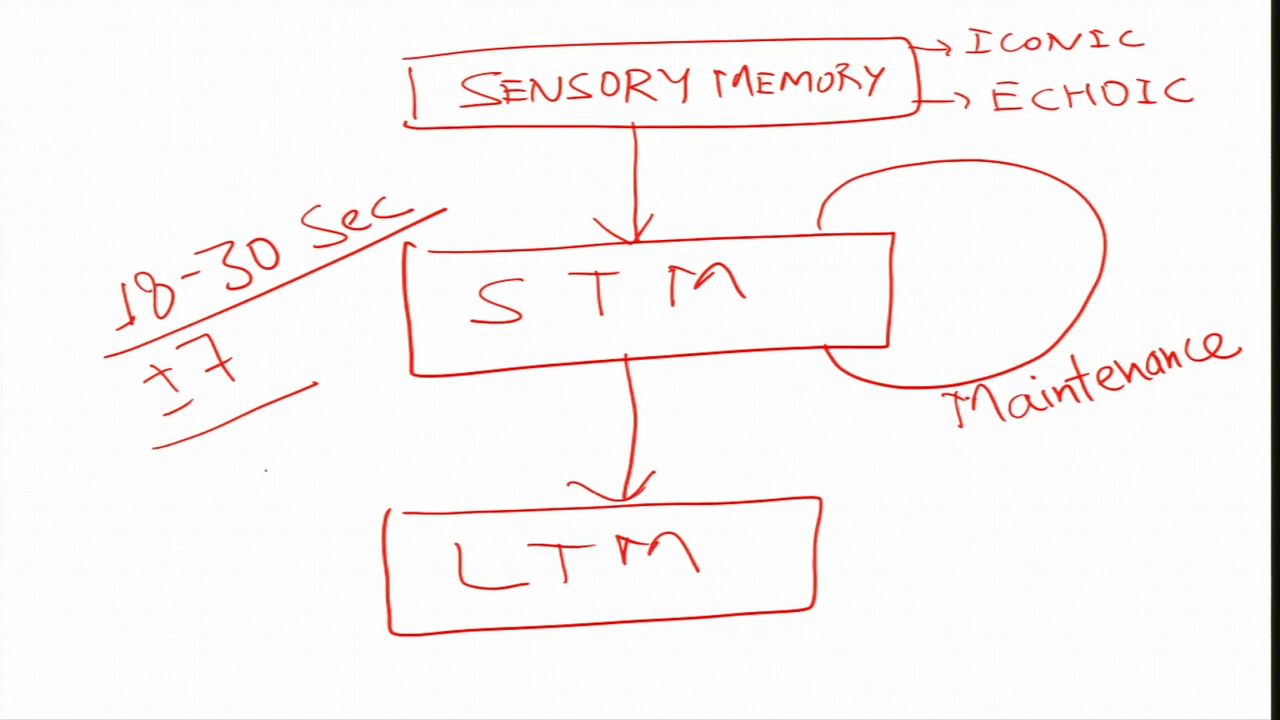 SENSORY MEMORY
ICONIC
ECHOIC
18-30 Sec
±7
STM
Maintenance
LTM